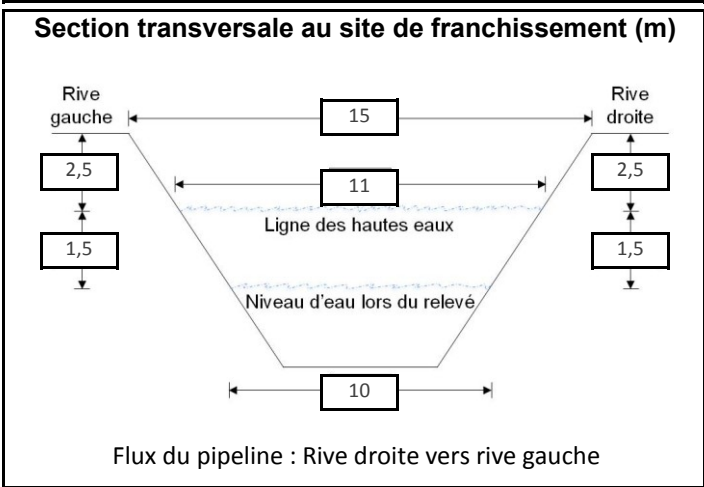 Section transversale au site de franchissement (m)
Rive
gauche
15
Rive
droite
2,5
11
2,5
Ligne des hautes eaux
1,5
1,5
Niveau d'eau lors du relevé
10
Flux du pipeline : Rive droite vers rive gauche